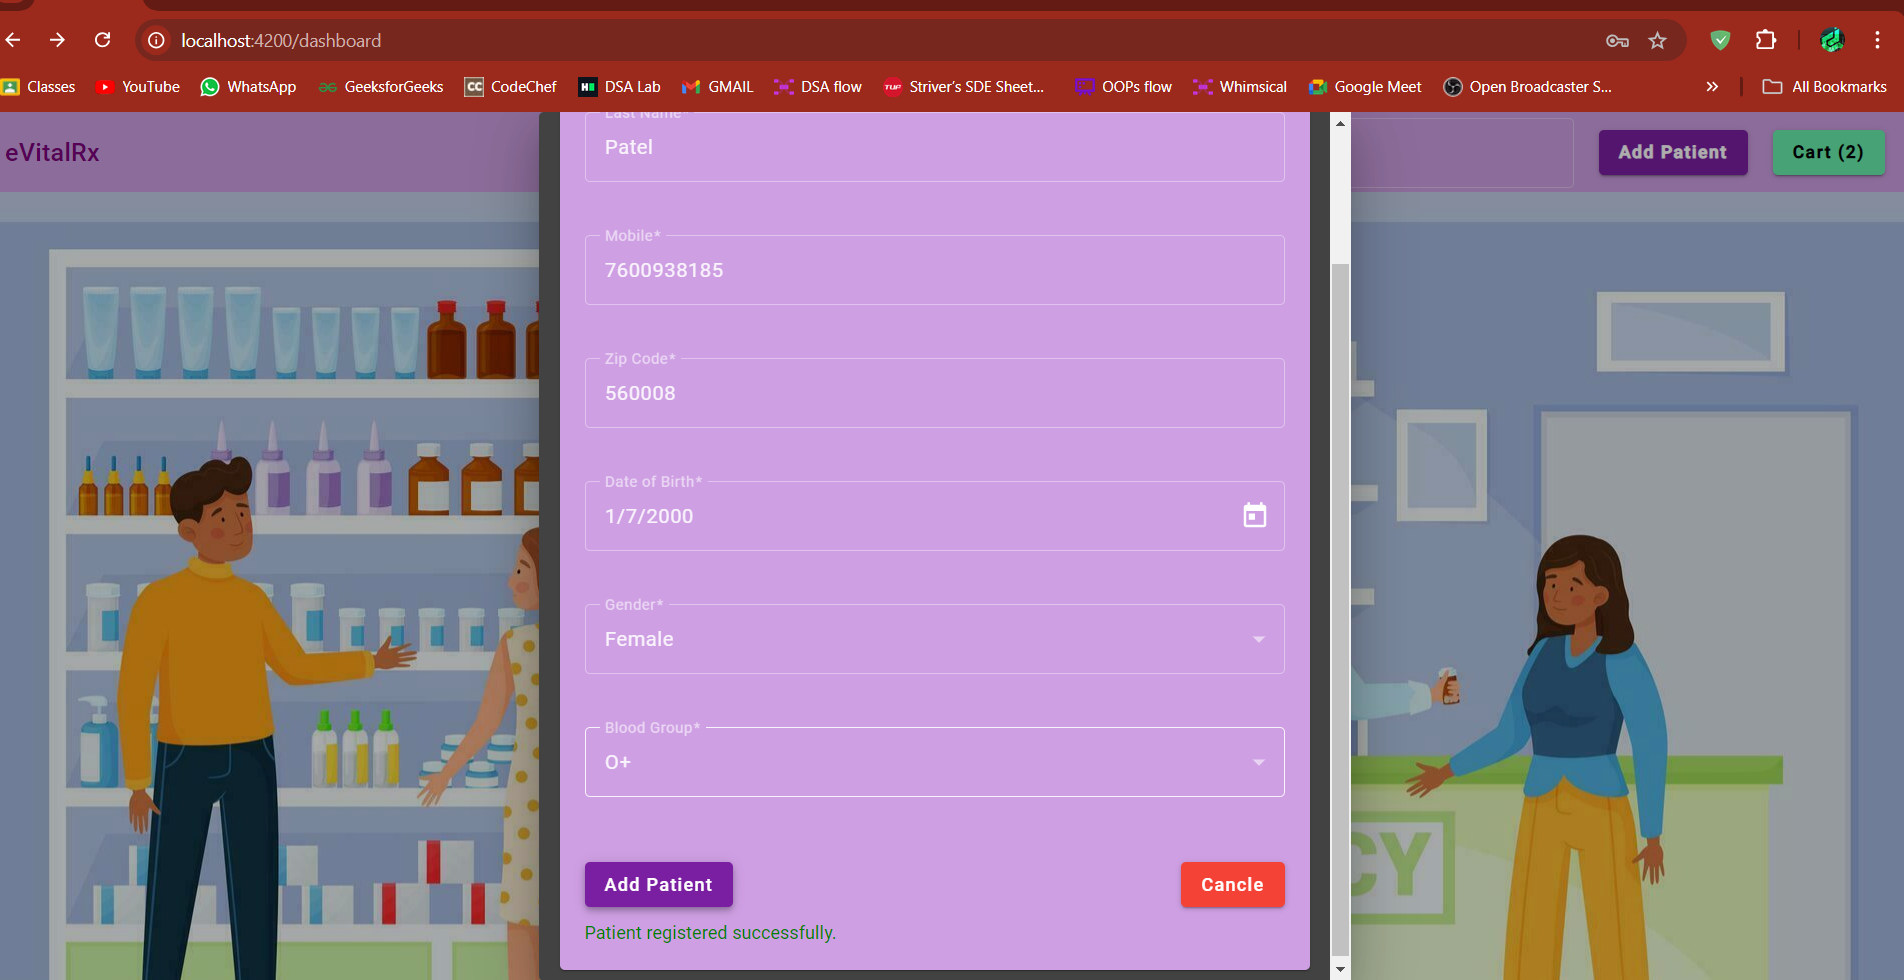 localhost:4200/dashboard
Classes YouTube WhatsApp GeeksforGeeks CC CodeChef DSA Lab GMAIL DSA flow TUF Striver's SDE Sheet... OOPs flow Whimsical Google Meet Open Broadcaster S... » All Bookmarks
eVitalRx
Add Patient
Cart (2)
Last Name*
Patel
Mobile*
7600938185
Zip Code*
560008
Date of Birth*
1/7/2000
Gender*
Female
Blood Group*
O+
CY
Add Patient
Cancle
Patient registered successfully.